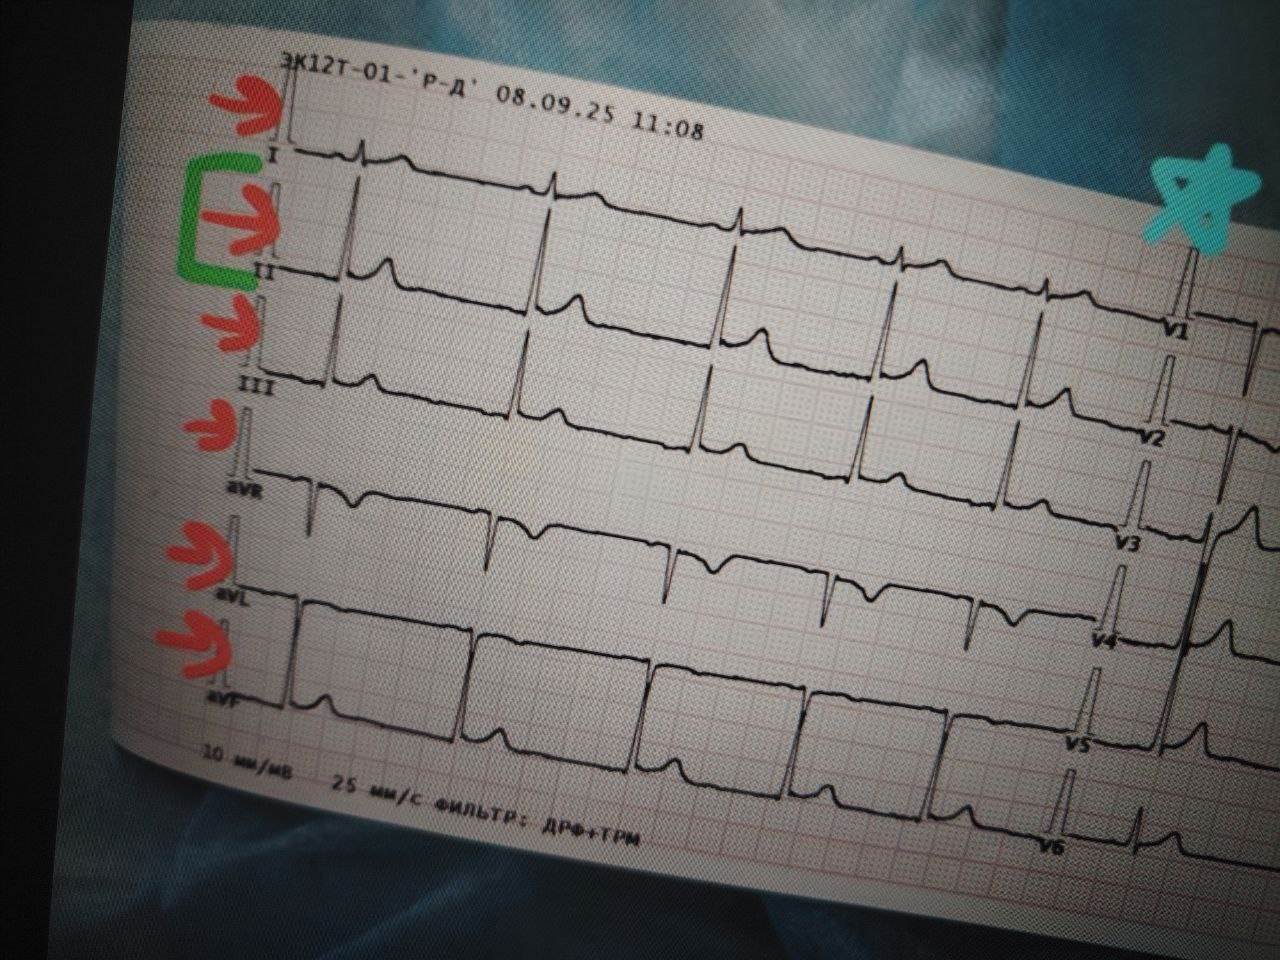 ЭК12Т-01-'Р-Д' 08.09.25 11:08
I
II
III
aVR
aVL
aVF
V1
V2
V3
V4
V5
V6
10 мм/мВ 25 мм/с ФИЛЬТР: ДРФ+ТРМ